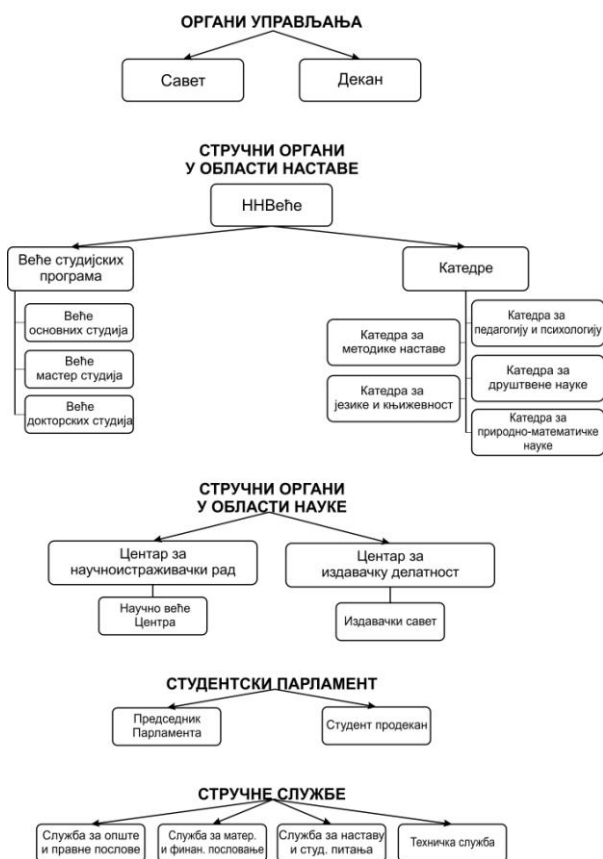 ОРГАНИ УПРАВЉАЊА
Савет
Декан
СТРУЧНИ ОРГАНИ
У ОБЛАСТИ НАСТАВЕ
ННВеће
Веће студијских
програма
Веће
основних студија
Веће
мастер студија
Веће
докторских студија
Катедре
Катедра за
методике наставе
Катедра за
језике и књижевност
Катедра за
педагогију и психологију
Катедра за
друштвене науке
Катедра за
природно-математичке
науке
СТРУЧНИ ОРГАНИ
У ОБЛАСТИ НАУКЕ
Центар за
научноистраживачки рад
Научно веће
Центра
Центар за
издавачку делатност
Издавачки савет
СТУДЕНТСКИ ПАРЛАМЕНТ
Председник
Парламента
Студент продекан
СТРУЧНЕ СЛУЖБЕ
Служба за опште
и правне послове
Служба за матер.
и финан. пословање
Служба за наставу
и студ. питања
Техничка служба